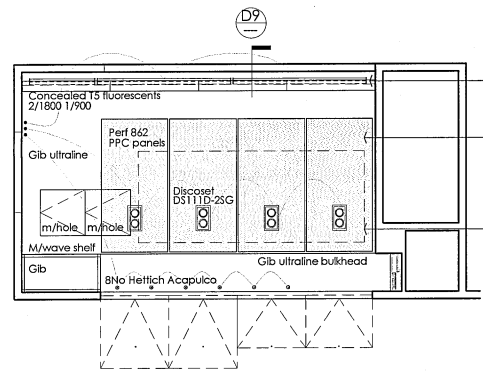 D9
Concealed T5 fluorescents
2/1800 1/900
Perf 862
PPC panels
Gib ultraline
Discoset
DS111D-2SG
m/hole
m/hole
M/wave shelf
Gib ultraline bulkhead
Gib
8No Hettich Acapulco